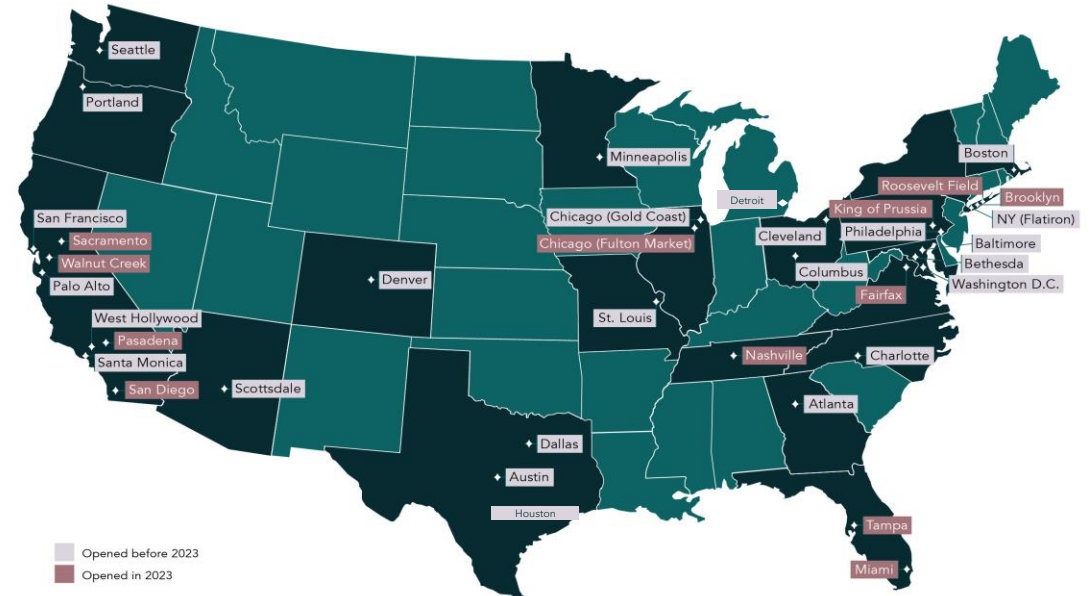 Seattle
Portland
Minneapolis
Boston
Roosevelt Field
Brooklyn
Detroit
King of Prussia
NY (Flatiron)
San Francisco
Chicago (Gold Coast)
Philadelphia
Cleveland
Sacramento
Chicago (Fulton Market)
Baltimore
Walnut Creek
Bethesda
Columbus
Denver
Palo Alto
Washington D.C.
Fairfax
West Hollywood
St. Louis
Pasadena
Nashville
Charlotte
Santa Monica
San Diego
Scottsdale
Atlanta
Dallas
Austin
Houston
Tampa
Opened before 2023
Miami
Opened in 2023